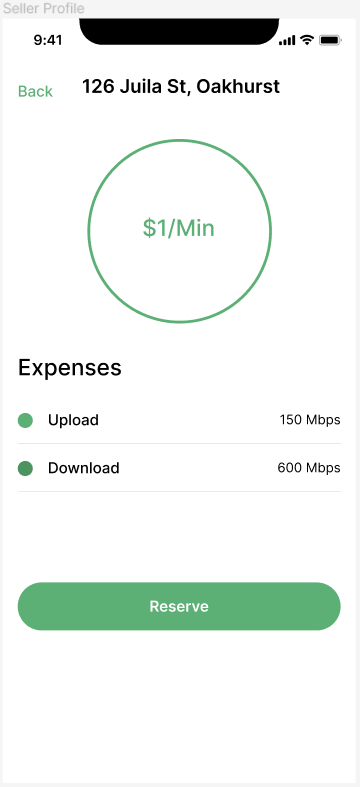 Seller Profile
9:41
Back
126 Juila St, Oakhurst
$1/Min
Expenses
Upload 150 Mbps
Download 600 Mbps
Reserve